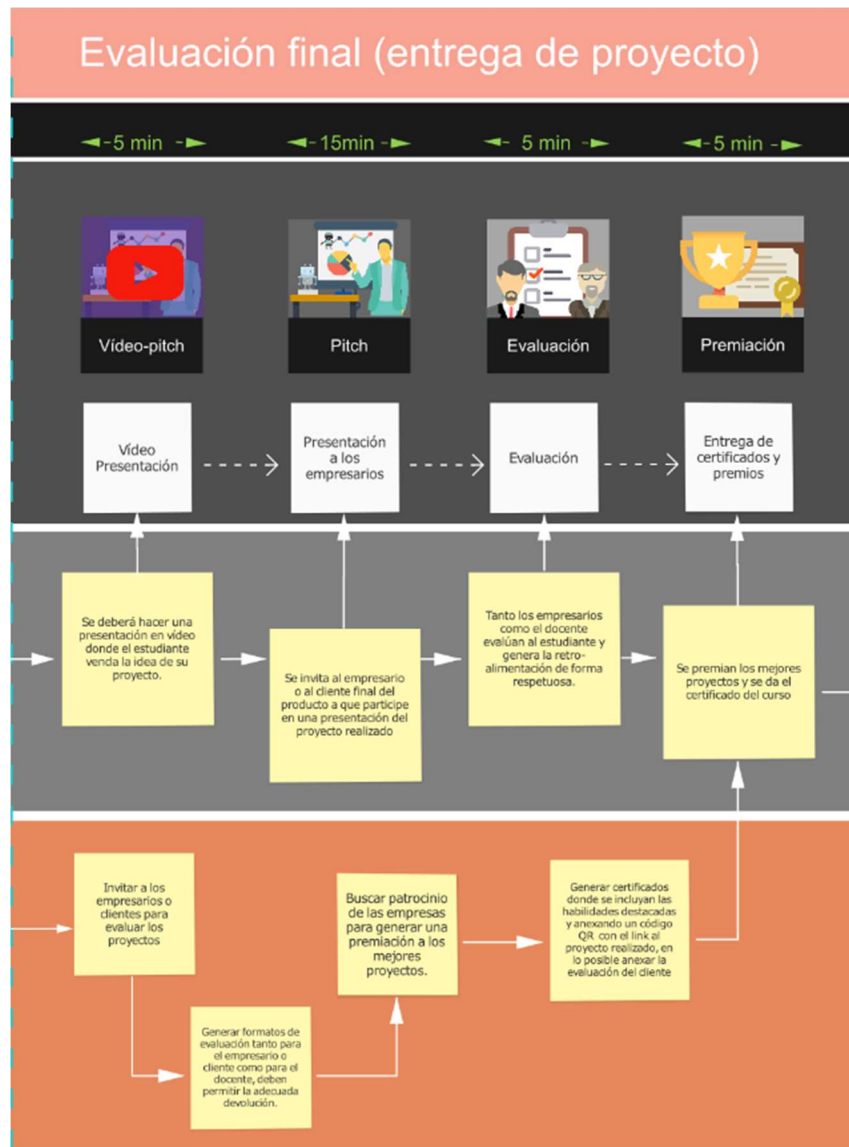 Evaluación final (entrega de proyecto)
5 min
15min
5 min
5 min
Vídeo-pitch
Pitch
Evaluación
Premiación
Vídeo
Presentación
Presentación
a los
empresarios
Evaluación
Entrega de
certificados y
premios
Se deberá hacer una
presentación en vídeo
donde el estudiante
venda la idea de su
proyecto.
Se invita al empresario
o al cliente final del
producto a que participe
en una presentación del
proyecto realizado
Tanto los empresarios
como el docente
evalúan al estudiante y
genera la retro-
alimentación de forma
respetuosa.
Se premian los mejores
proyectos y se da el
certificado del curso
Invitar a los
empresarios o
clientes para
evaluar los
proyectos
Generar formatos de
evaluación tanto para
el empresario o
cliente como para el
docente, deben
permitir la adecuada
devolución.
Buscar patrocinio
de las empresas
para generar una
premiación a los
mejores
proyectos.
Generar certificados
donde se incluyan las
habilidades destacadas
y anexando un código
QR con el link al
proyecto realizado, en
lo posible anexar la
evaluación del cliente